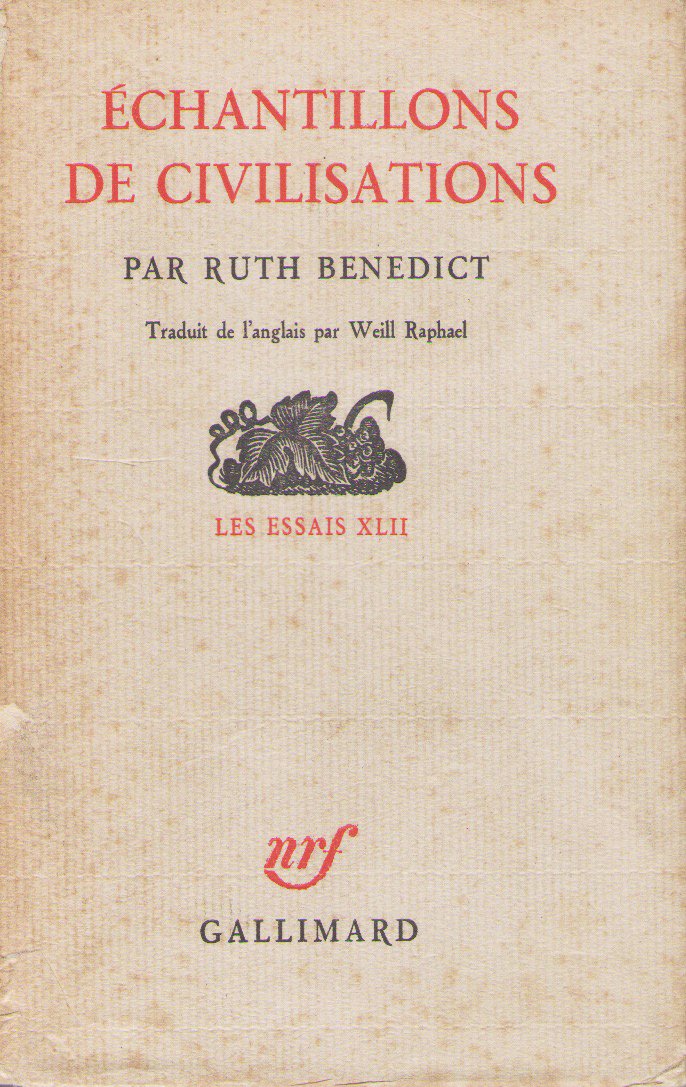 ÉCHANTILLONS
DE CIVILISATIONS
PAR RUTH BENEDICT
Traduit de l'anglais par Weill Raphael
LES ESSAIS XLII
nrf
GALLIMARD